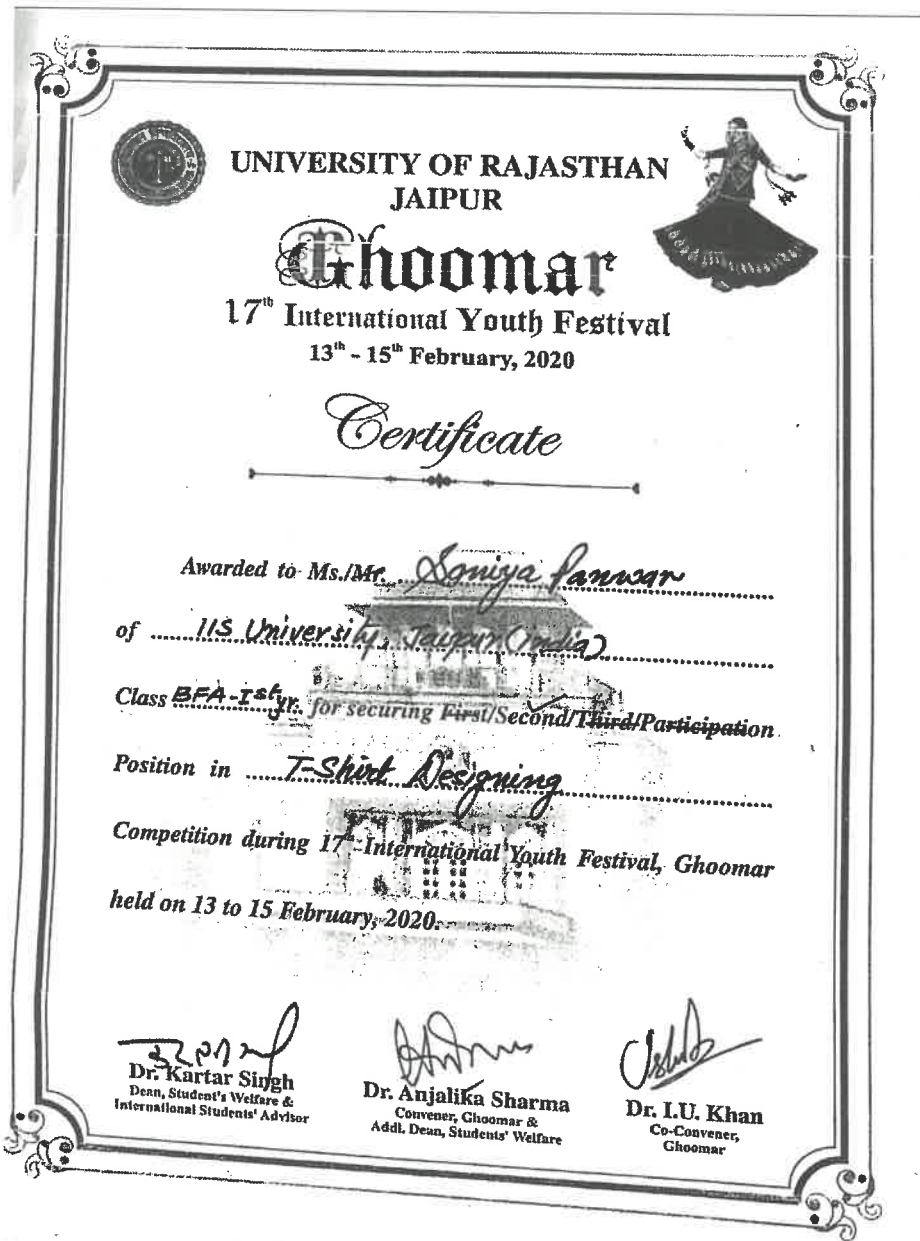 UNIVERSITY OF RAJASTHAN
JAIPUR
Ghoomar
17th International Youth Festival
13th - 15th February, 2020
Certificate
Awarded to Ms./Mr. Soniya Panwar
of IIS University, Jaipur (India)
Class BFA-Ist yr. for securing First/Second/Third/Participation
Position in T-Shirt Designing
Competition during 17th International Youth Festival, Ghoomar
held on 13 to 15 February, 2020.
Dr. Kartar Singh
Dean, Student's Welfare &
International Students' Advisor
Dr. Anjalika Sharma
Convener, Ghoomar &
Addl. Dean, Students' Welfare
Dr. I.U. Khan
Co-Convener,
Ghoomar